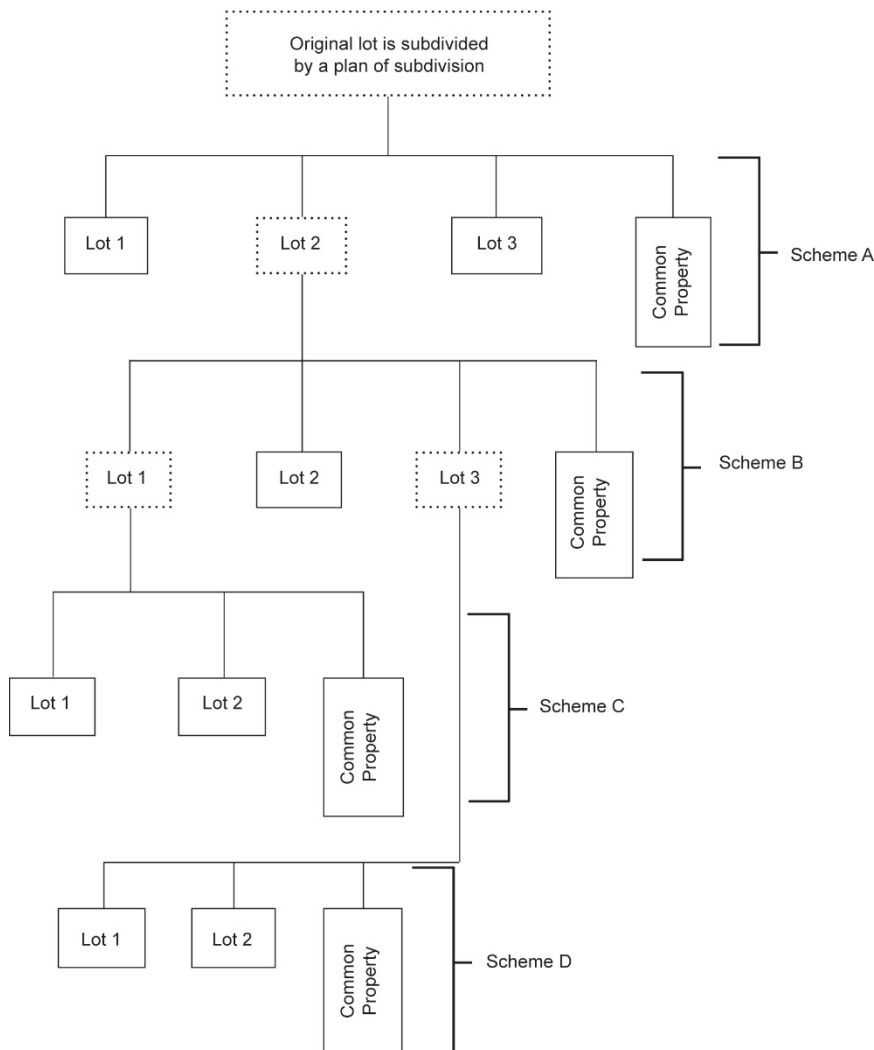 Original lot is subdivided
by a plan of subdivision
Lot 1
Lot 2
Lot 3
Common
Property
Scheme A
Lot 1
Lot 2
Lot 3
Common
Property
Scheme B
Lot 1
Lot 2
Common
Property
Scheme C
Lot 1
Lot 2
Common
Property
Scheme D